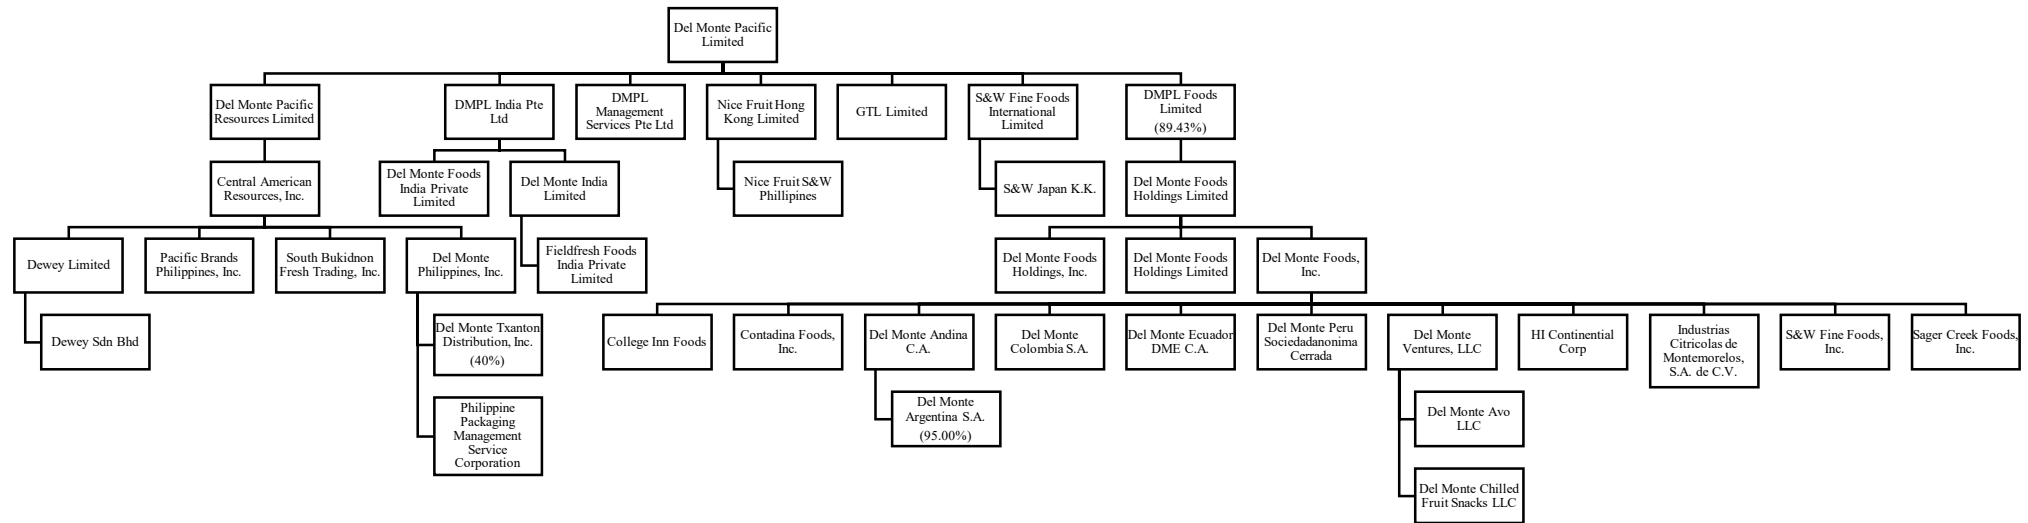 Del Monte Pacific
Limited
Del Monte Pacific
Resources Limited
DMPL India Pte
Ltd
DMPL
Management
Services Pte Ltd
Nice Fruit Hong
Kong Limited
GTL Limited
S&W Fine Foods
International
Limited
DMPL Foods
Limited
(89.43%)
Central American
Resources, Inc.
Del Monte Foods
India Private
Limited
Del Monte India
Limited
Nice Fruit S&W
Phillipines
S&W Japan K.K.
Del Monte Foods
Holdings Limited
Dewey Limited
Pacific Brands
Philippines, Inc.
South Bukidnon
Fresh Trading, Inc.
Del Monte
Philippines, Inc.
Fieldfresh Foods
India Private
Limited
Del Monte Foods
Holdings, Inc.
Del Monte Foods
Holdings Limited
Del Monte Foods,
Inc.
Dewey Sdn Bhd
Del Monte Txanton
Distribution, Inc.
(40%)
College Inn Foods
Contadina Foods,
Inc.
Del Monte Andina
C.A.
Del Monte
Colombia S.A.
Del Monte Ecuador
DME C.A.
Del Monte Peru
Sociedadanonima
Cerrada
Del Monte
Ventures, LLC
HI Continental
Corp
Industrias
Citricolas de
Montemorelos,
S.A. de C.V.
S&W Fine Foods,
Inc.
Sager Creek Foods,
Inc.
Philippine
Packaging
Management
Service
Corporation
Del Monte
Argentina S.A.
(95.00%)
Del Monte Avo
LLC
Del Monte Chilled
Fruit Snacks LLC